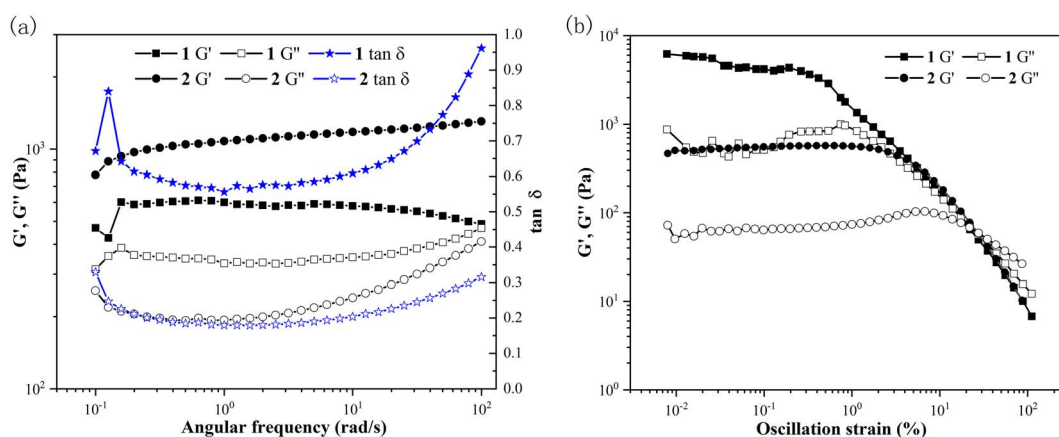 (a)
1 G' 1 G" 1 tan δ
2 G' 2 G" 2 tan δ
G', G" (Pa)
10³
10²
10⁻¹ 10⁰ 10¹ 10²
Angular frequency (rad/s)
1.0
0.9
0.8
0.7
0.6
0.5
0.4
0.3
0.2
0.1
0.0
tan δ
(b)
1 G' 1 G"
2 G' 2 G"
G', G" (Pa)
10⁴
10³
10²
10¹
10⁰
10⁻² 10⁻¹ 10⁰ 10¹ 10²
Oscillation strain (%)